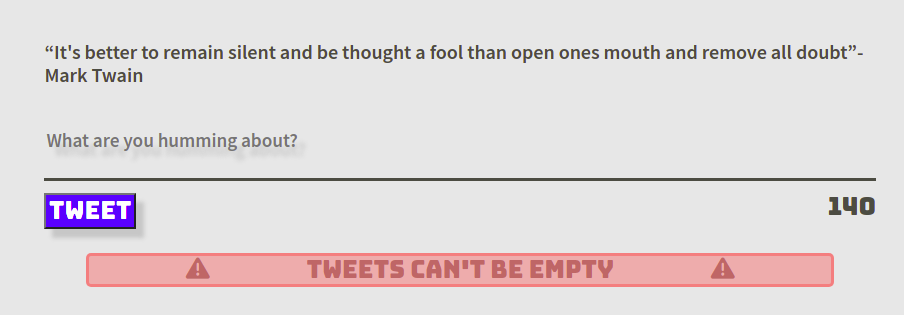 “It's better to remain silent and be thought a fool than open ones mouth and remove all doubt”-
Mark Twain
What are you humming about?
TWEET
140
TWEETS CAN'T BE EMPTY